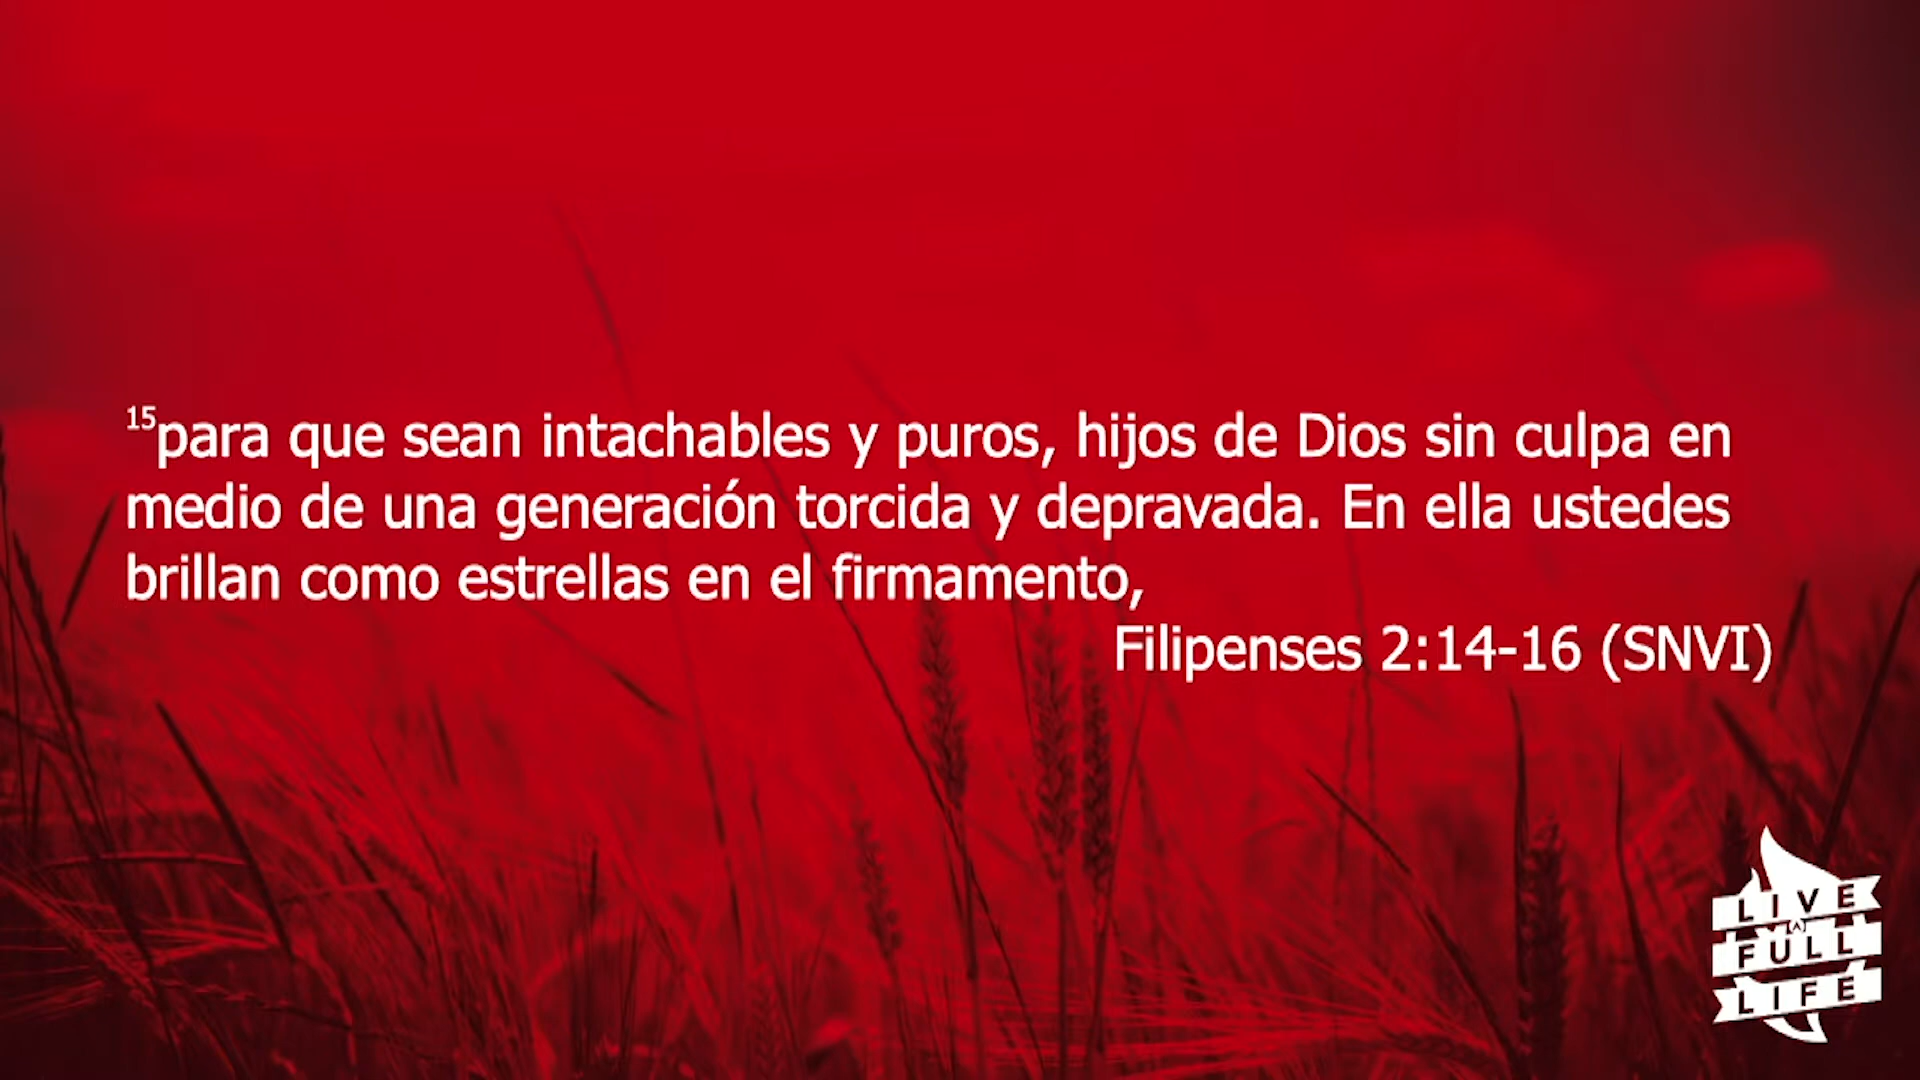 15para que sean intachables y puros, hijos de Dios sin culpa en
medio de una generación torcida y depravada. En ella ustedes
brillan como estrellas en el firmamento,
Filipenses 2:14-16 (SNVI)
LIVE
(A)
FULL
LIFE